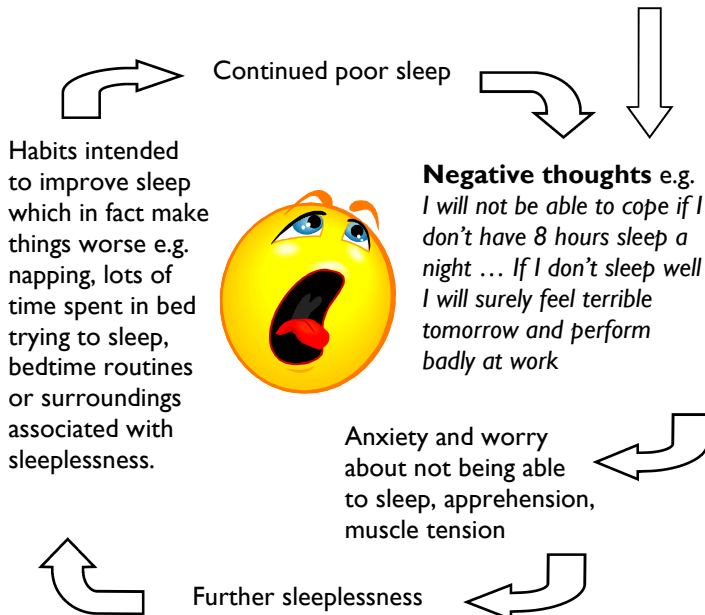 Continued poor sleep
Negative thoughts e.g.
I will not be able to cope if I
don’t have 8 hours sleep a
night … If I don’t sleep well
I will surely feel terrible
tomorrow and perform
badly at work
Anxiety and worry
about not being able
to sleep, apprehension,
muscle tension
Further sleeplessness
Habits intended
to improve sleep
which in fact make
things worse e.g.
napping, lots of
time spent in bed
trying to sleep,
bedtime routines
or surroundings
associated with
sleeplessness.